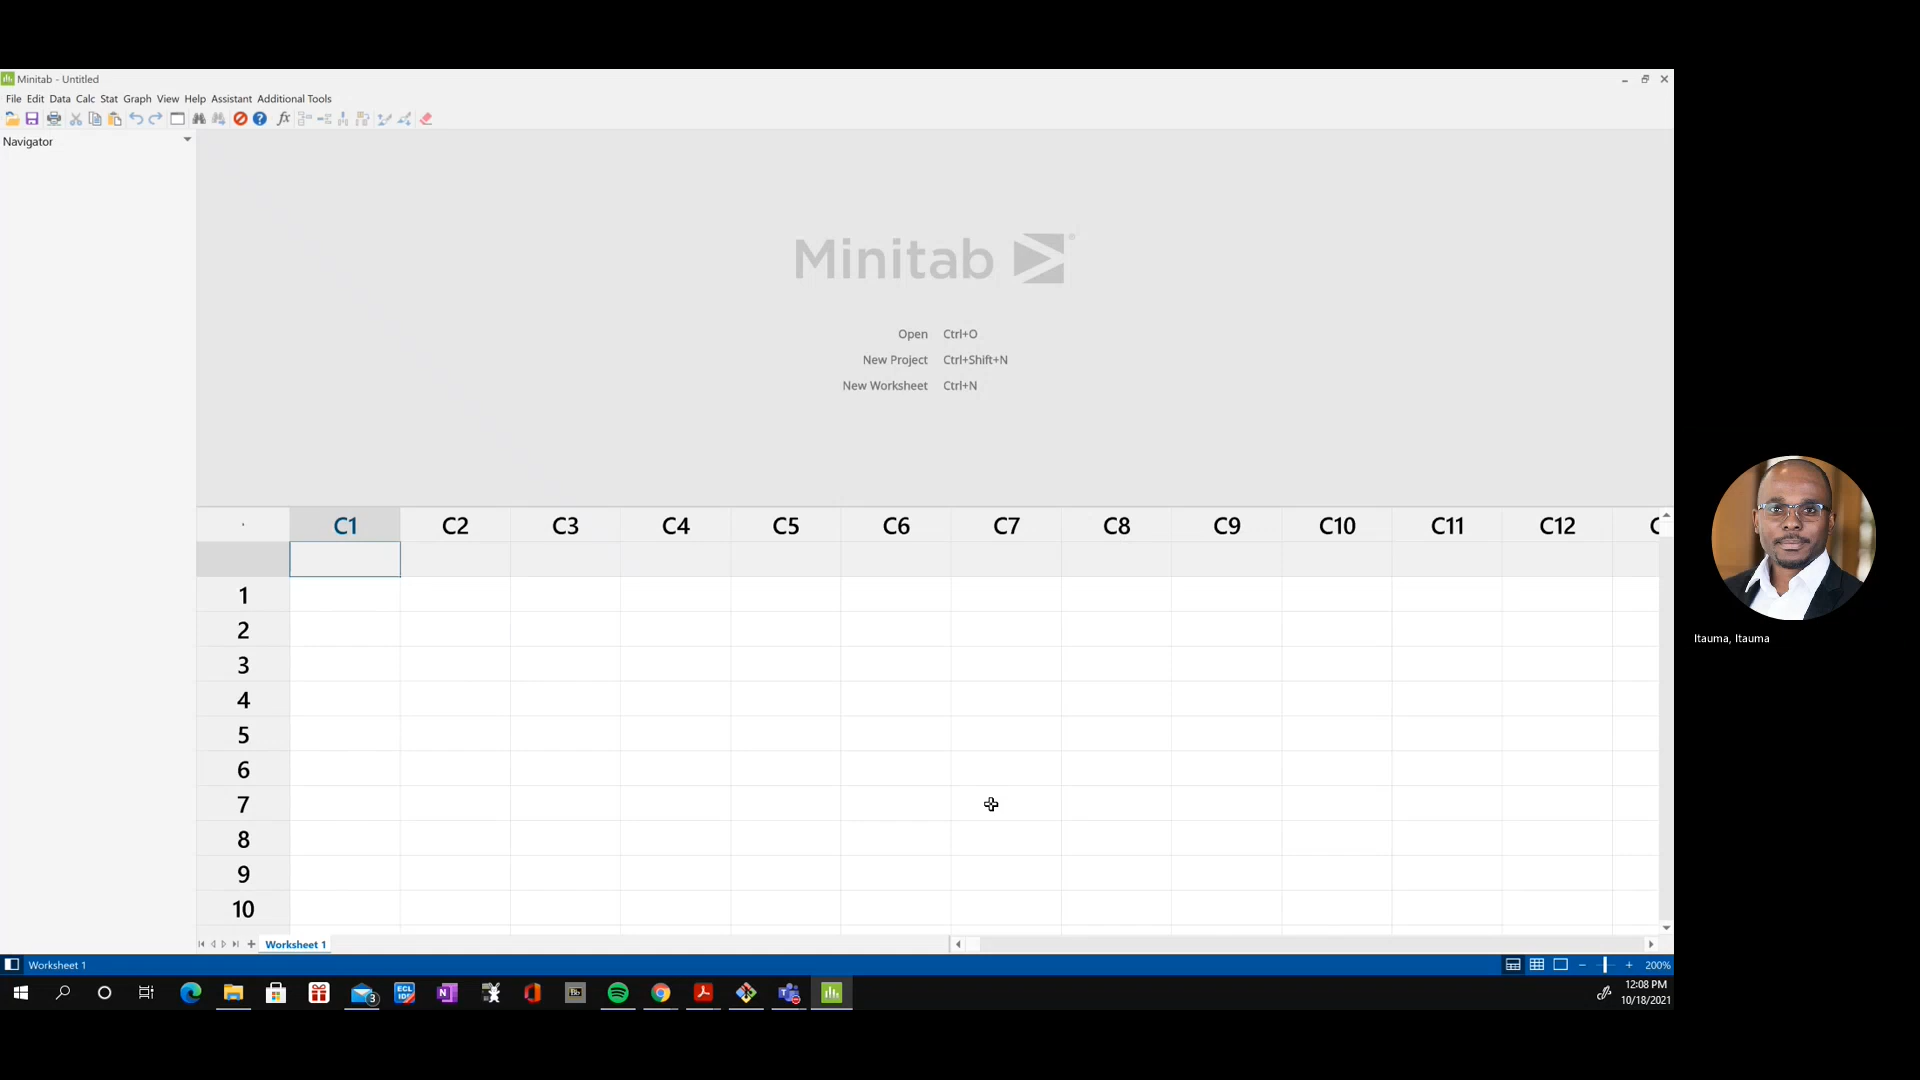 Minitab - Untitled
File Edit Data Calc Stat Graph View Help Assistant Additional Tools
Navigator
Minitab
Open Ctrl+O
New Project Ctrl+Shift+N
New Worksheet Ctrl+N
C1 C2 C3 C4 C5 C6 C7 C8 C9 C10 C11 C12
1
2
3
4
5
6
7
8
9
10
Itauma, Itauma
Worksheet 1
Worksheet 1
200%
12:08 PM
10/18/2021